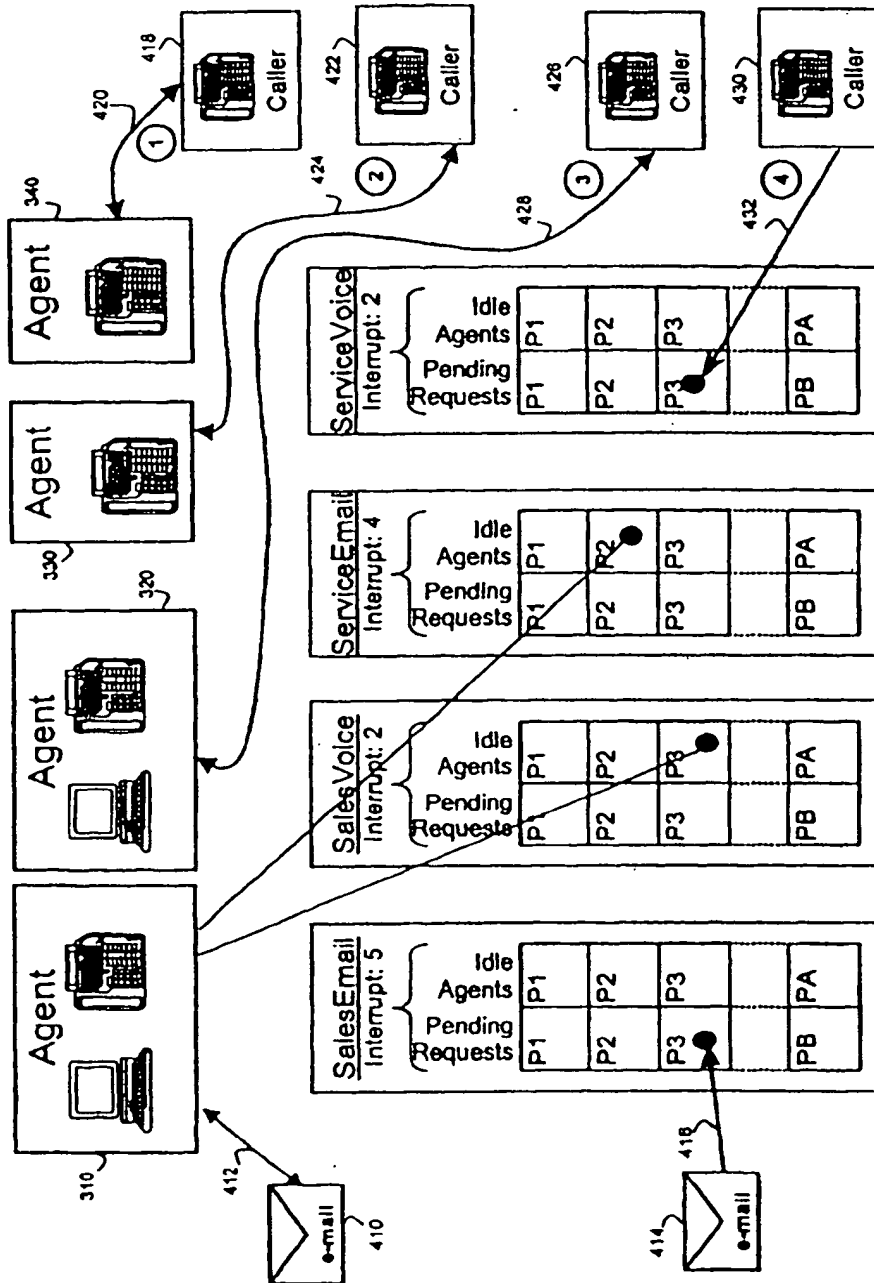 310
Agent
320
Agent
330
Agent
340
Agent
412
e-mail
410
420
1
418
Caller
424
2
422
Caller
428
3
426
Caller
432
4
430
Caller
414
e-mail
416
SalesEmail
Interrupt: 5
Pending Requests
Idle Agents
P1
P1
P2
P2
P3
P3
PB
PA
SalesVoice
Interrupt: 2
Pending Requests
Idle Agents
P1
P1
P2
P2
P3
P3
PB
PA
ServiceEmail
Interrupt: 4
Pending Requests
Idle Agents
P1
P1
P2
P2
P3
P3
PB
PA
ServiceVoice
Interrupt: 2
Pending Requests
Idle Agents
P1
P1
P2
P2
P3
P3
PB
PA